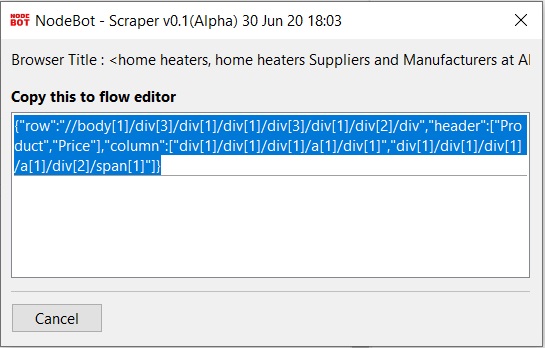 NODE
BOT
NodeBot - Scraper v0.1(Alpha) 30 Jun 20 18:03
Browser Title : <home heaters, home heaters Suppliers and Manufacturers at Al
Copy this to flow editor
{"row":"//body[1]/div[3]/div[1]/div[1]/div[3]/div[1]/div[2]/div","header":["Pro
duct","Price"],"column":["div[1]/div[1]/div[1]/a[1]/div[1]","div[1]/div[1]/div[1]
/a[1]/div[2]/span[1]"]}
Cancel